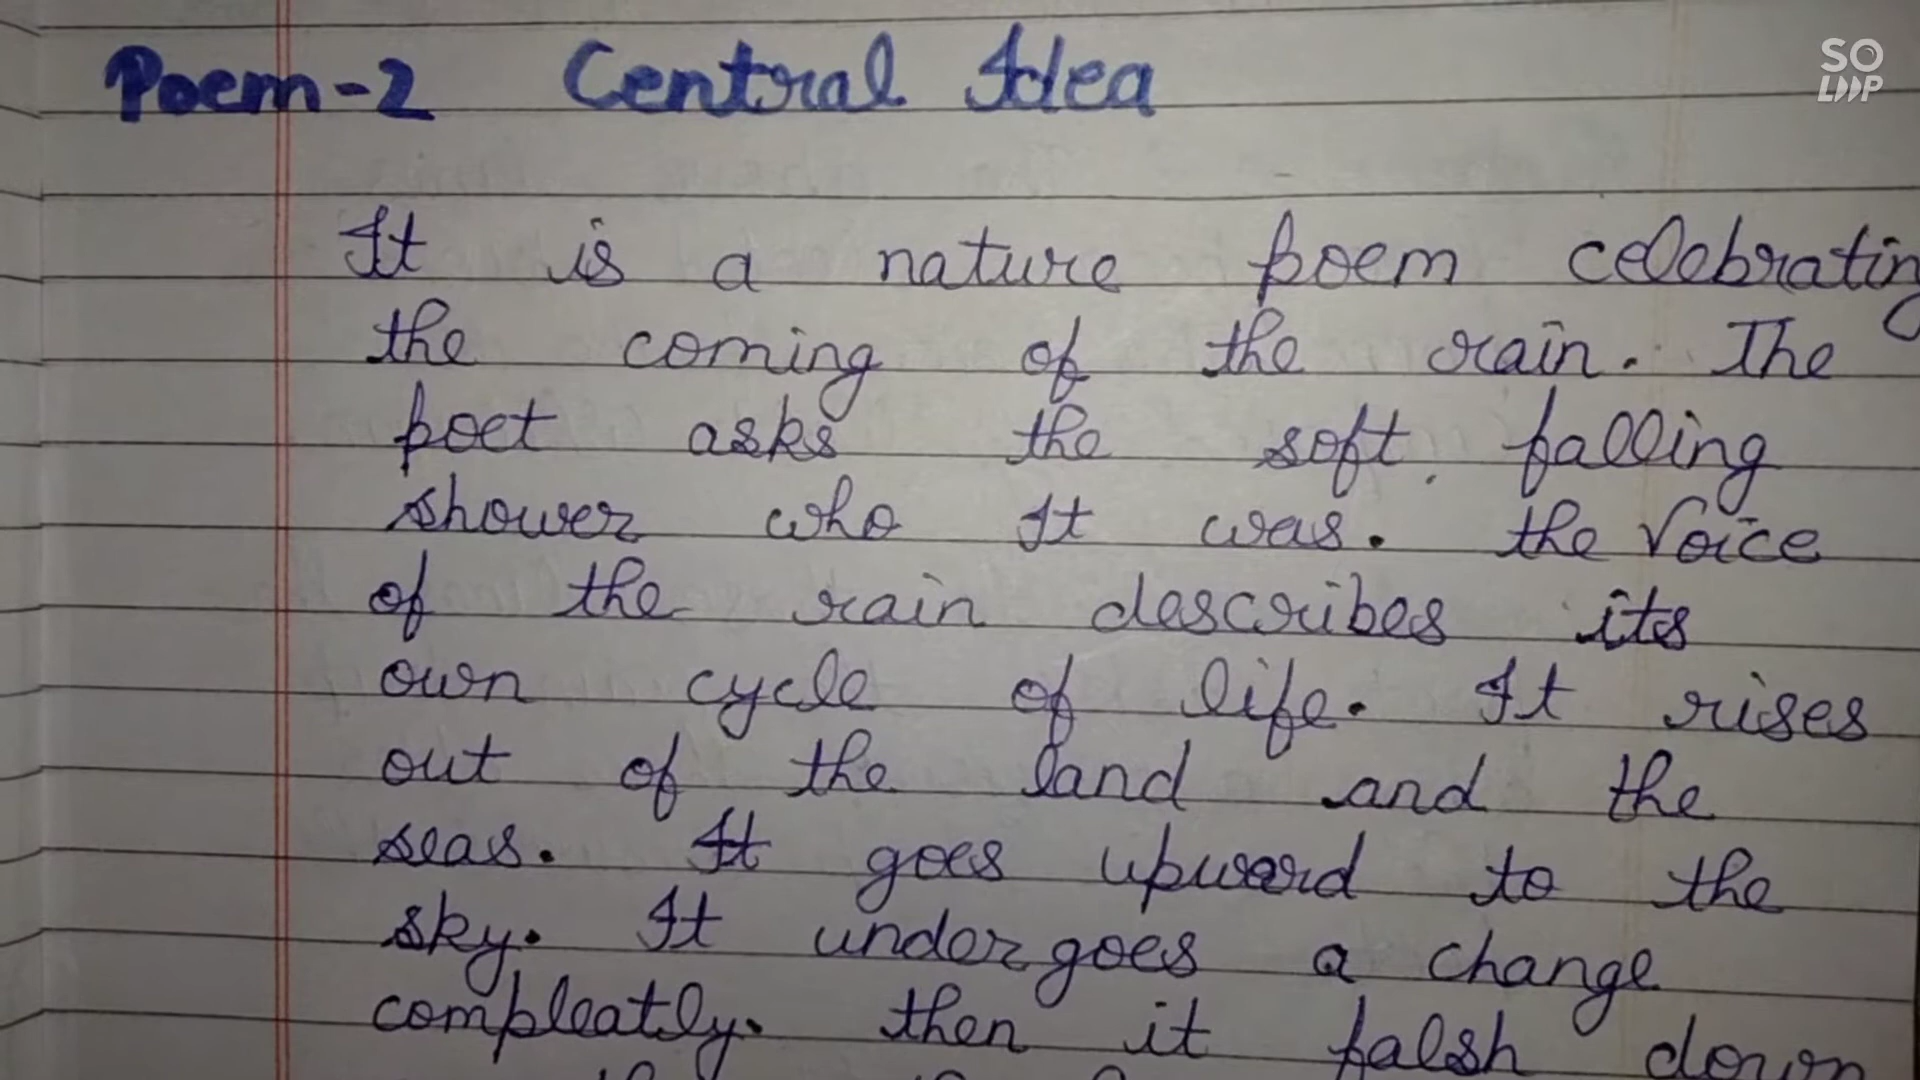 Poem-2 Central Idea
SO
LOOP
It is a nature poem celebrating
the coming of the rain. The
poet asks the soft falling
shower who It was. the Voice
of the rain describes its
own cycle of life. It rises
out of the land and the
seas. It goes upward to the
sky. It undergoes a change
compleatly. then it falsh down